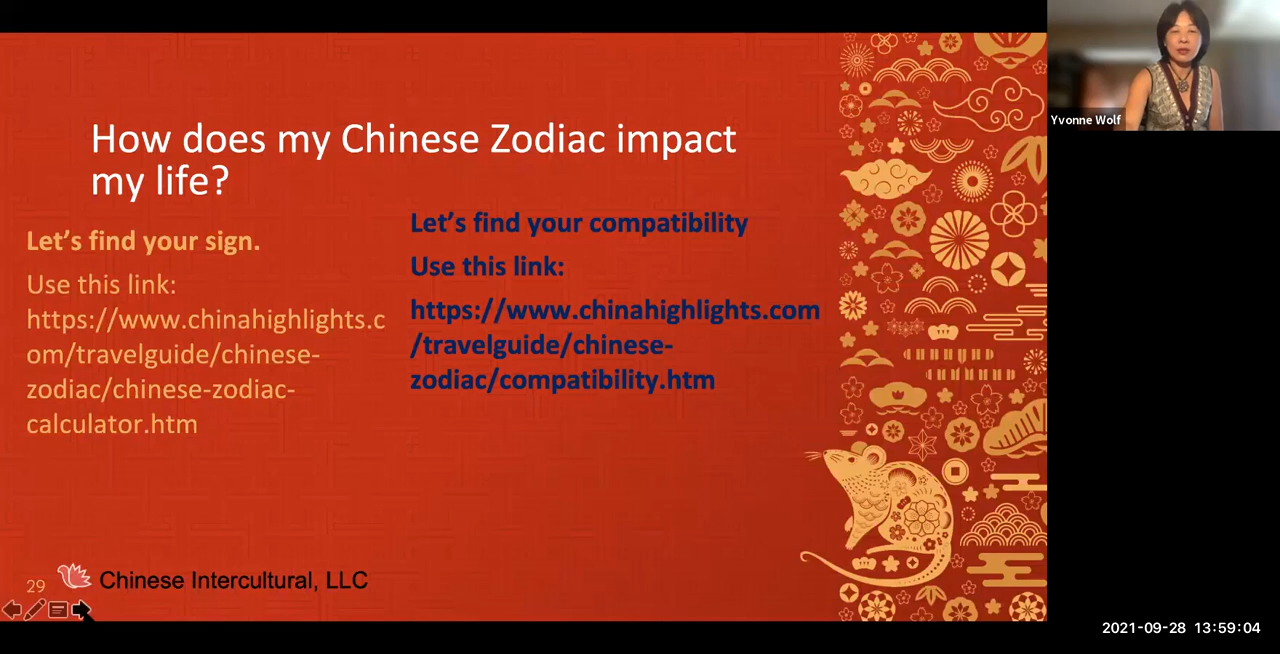 How does my Chinese Zodiac impact
my life?
Let’s find your sign.
Use this link:
https://www.chinahighlights.c
om/travelguide/chinese-
zodiac/chinese-zodiac-
calculator.htm
Let’s find your compatibility
Use this link:
https://www.chinahighlights.com
/travelguide/chinese-
zodiac/compatibility.htm
29
Chinese Intercultural, LLC
Yvonne Wolf
2021-09-28 13:59:04